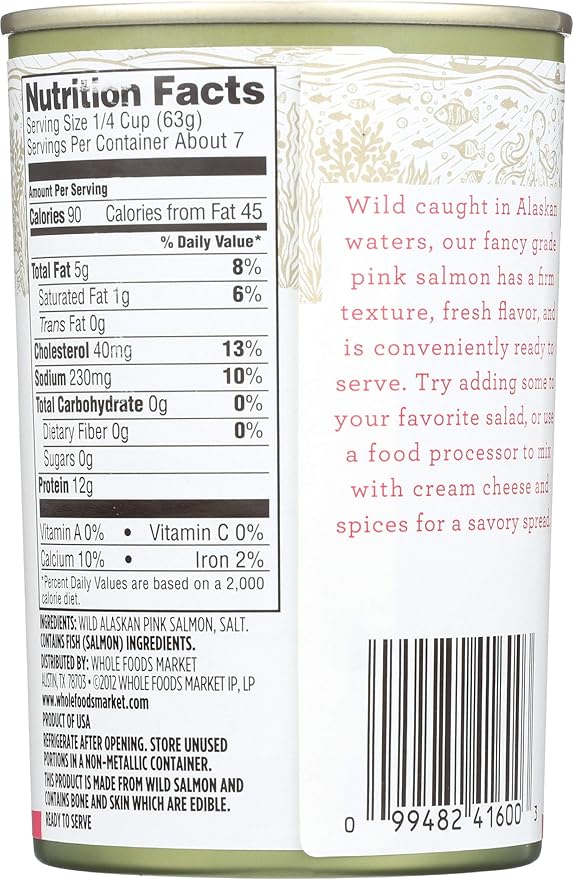 Nutrition Facts
Serving Size 1/4 Cup (63g)
Servings Per Container About 7
Amount Per Serving
Calories 90 Calories from Fat 45
% Daily Value*
Total Fat 5g 8%
Saturated Fat 1g 6%
Trans Fat 0g
Cholesterol 40mg 13%
Sodium 230mg 10%
Total Carbohydrate 0g 0%
Dietary Fiber 0g 0%
Sugars 0g
Protein 12g
Vitamin A 0% • Vitamin C 0%
Calcium 10% • Iron 2%
*Percent Daily Values are based on a 2,000
calorie diet.
INGREDIENTS: WILD ALASKAN PINK SALMON, SALT.
CONTAINS FISH (SALMON) INGREDIENTS.
DISTRIBUTED BY: WHOLE FOODS MARKET
AUSTIN, TX 78703 • ©2012 WHOLE FOODS MARKET IP, LP
www.wholefoodsmarket.com
PRODUCT OF USA
REFRIGERATE AFTER OPENING. STORE UNUSED
PORTIONS IN A NON-METALLIC CONTAINER.
THIS PRODUCT IS MADE FROM WILD SALMON AND
CONTAINS BONE AND SKIN WHICH ARE EDIBLE.
READY TO SERVE
Wild caught in Alaskan
waters, our fancy grade
pink salmon has a firm
texture, fresh flavor, and
is conveniently ready to
serve. Try adding some to
your favorite salad, or use
a food processor to mix
with cream cheese and
spices for a savory spread.
0 99482 41600 3